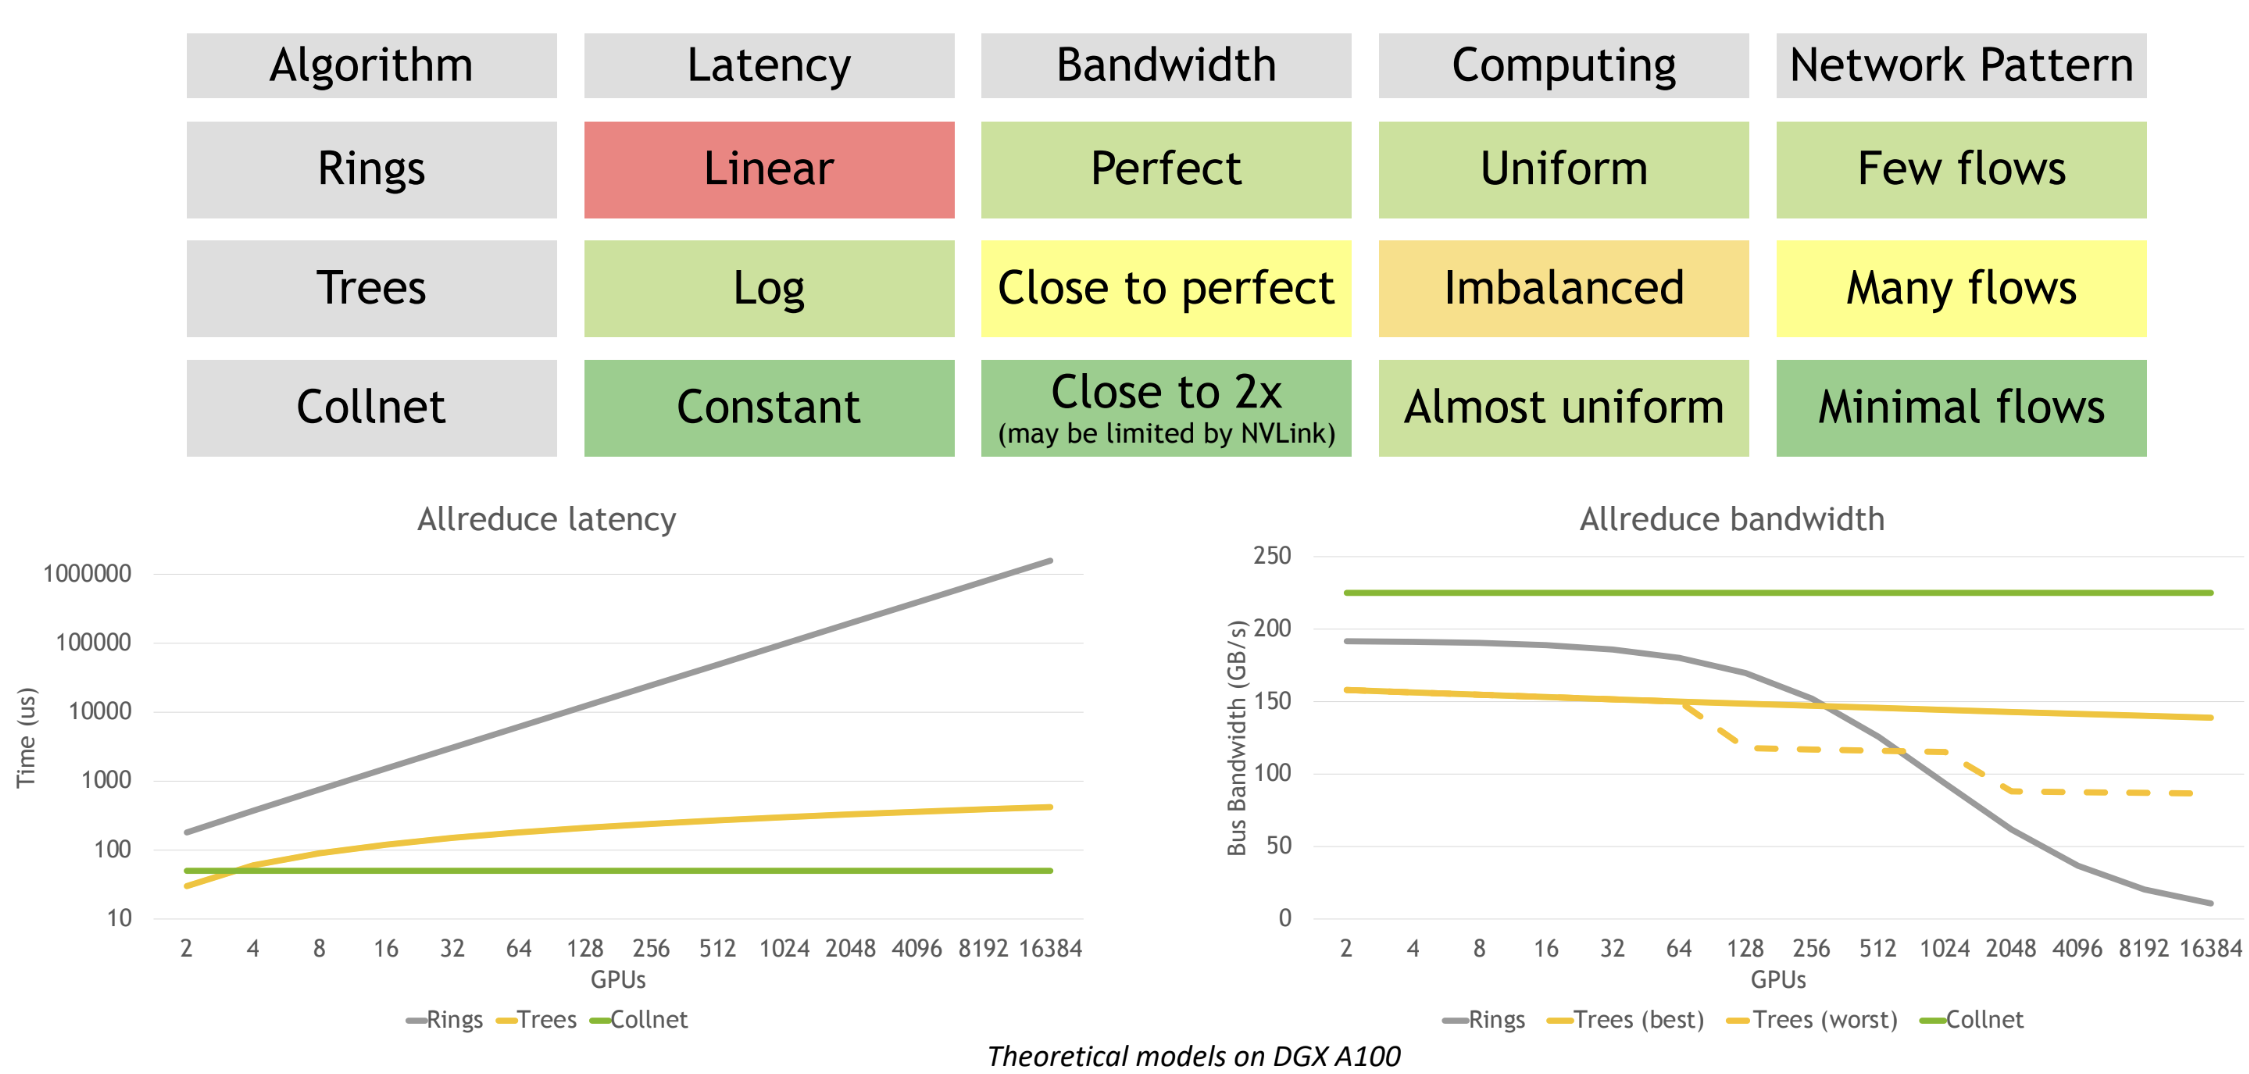 Algorithm Latency Bandwidth Computing Network Pattern
Rings Linear Perfect Uniform Few flows
Trees Log Close to perfect Imbalanced Many flows
Collnet Constant Close to 2x Almost uniform Minimal flows
(may be limited by NVLink)
Allreduce latency
1000000
100000
10000
1000
100
10
Time (us)
2 4 8 16 32 64 128 256 512 1024 2048 4096 8192 16384
GPUs
Rings Trees Collnet
Allreduce bandwidth
250
200
150
100
50
0
Bus Bandwidth (GB/s)
2 4 8 16 32 64 128 256 512 1024 2048 4096 8192 16384
GPUs
Rings Trees (best) Trees (worst) Collnet
Theoretical models on DGX A100